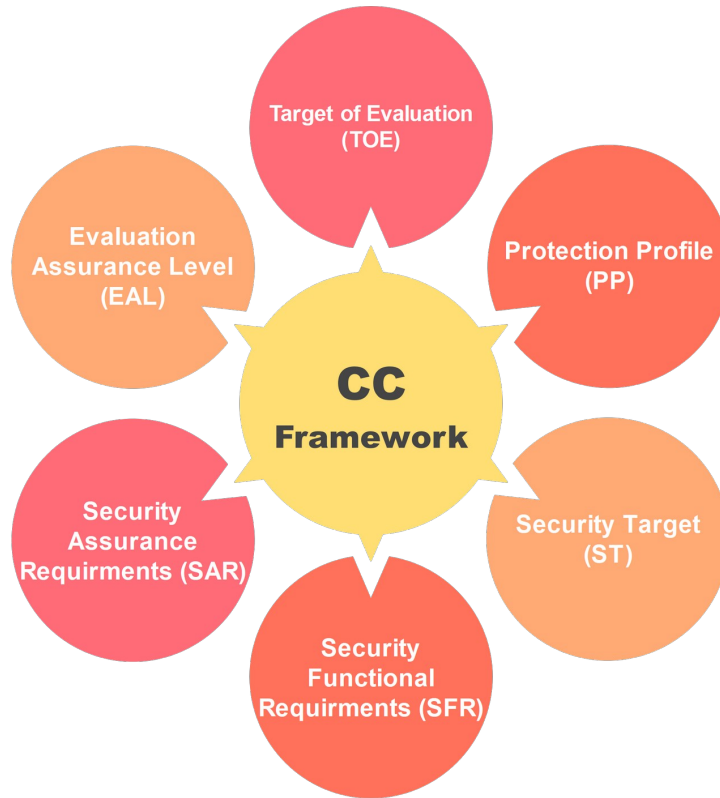 Target of Evaluation
(TOE)
Evaluation
Assurance Level
(EAL)
Protection Profile
(PP)
CC
Framework
Security
Assurance
Requirments (SAR)
Security Target
(ST)
Security
Functional
Requirments (SFR)